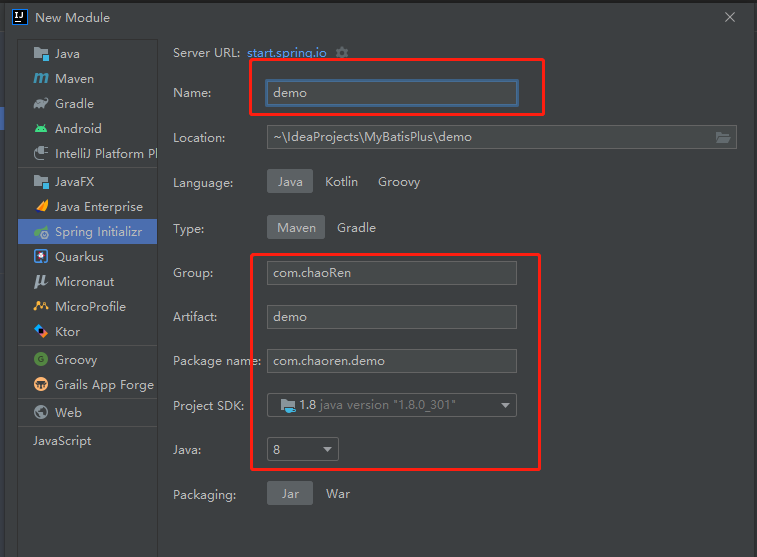 New Module
Java
Maven
Gradle
Android
IntelliJ Platform Pl
JavaFX
Java Enterprise
Spring Initializr
Quarkus
Micronaut
MicroProfile
Ktor
Groovy
Grails App Forge
Web
JavaScript
Server URL: start.spring.io
Name: demo
Location: ~\IdeaProjects\MyBatisPlus\demo
Language: Java Kotlin Groovy
Type: Maven Gradle
Group: com.chaoRen
Artifact: demo
Package name: com.chaoren.demo
Project SDK: 1.8 java version "1.8.0_301"
Java: 8
Packaging: Jar War